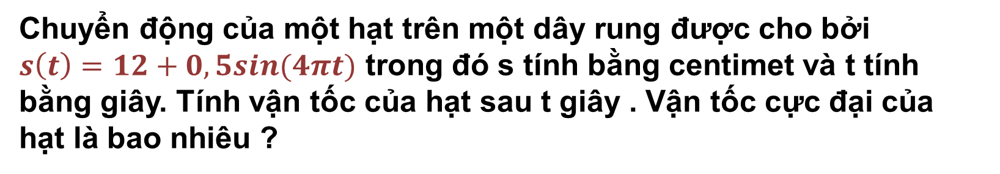 Chuyển động của một hạt trên một dây rung được cho bởi
s(t) = 12 + 0,5sin(4πt) trong đó s tính bằng centimet và t tính
bằng giây. Tính vận tốc của hạt sau t giây . Vận tốc cực đại của
hạt là bao nhiêu ?